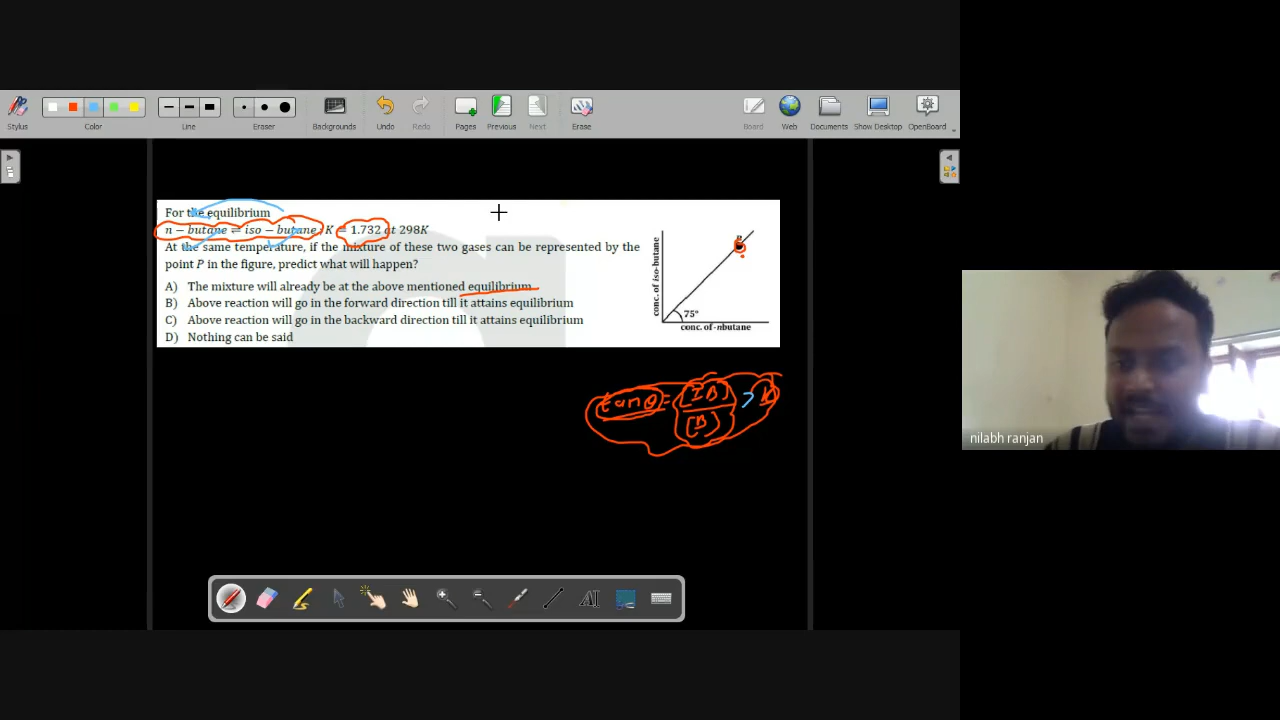 Stylus
Color
Line
Eraser
Backgrounds
Undo
Redo
Pages
Previous
Next
Erase
Board
Web
Documents
Show Desktop
OpenBoard
For the equilibrium
n − butane ⇌ iso − butane; K = 1.732 at 298K
At the same temperature, if the mixture of these two gases can be represented by the
point P in the figure, predict what will happen?
A) The mixture will already be at the above mentioned equilibrium.
B) Above reaction will go in the forward direction till it attains equilibrium
C) Above reaction will go in the backward direction till it attains equilibrium
D) Nothing can be said
conc. of iso-butane
P
75°
conc. of -nbutane
tanθ = [IB] / [B] > K
nilabh ranjan
AI